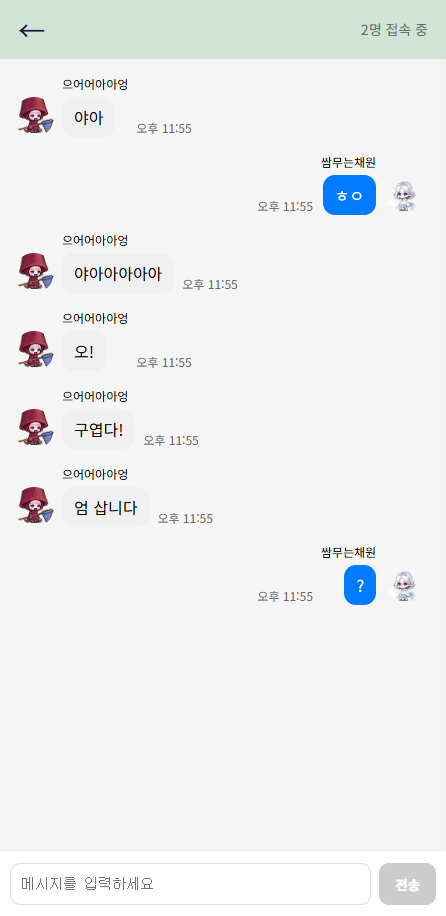 ←
2명 접속 중
으어어아아엉
야아
오후 11:55
쌈무는채원
ㅎㅇ
오후 11:55
으어어아아엉
야아아아아아
오후 11:55
으어어아아엉
오!
오후 11:55
으어어아아엉
구엽다!
오후 11:55
으어어아아엉
엄 삽니다
오후 11:55
쌈무는채원
?
오후 11:55
메시지를 입력하세요
전송